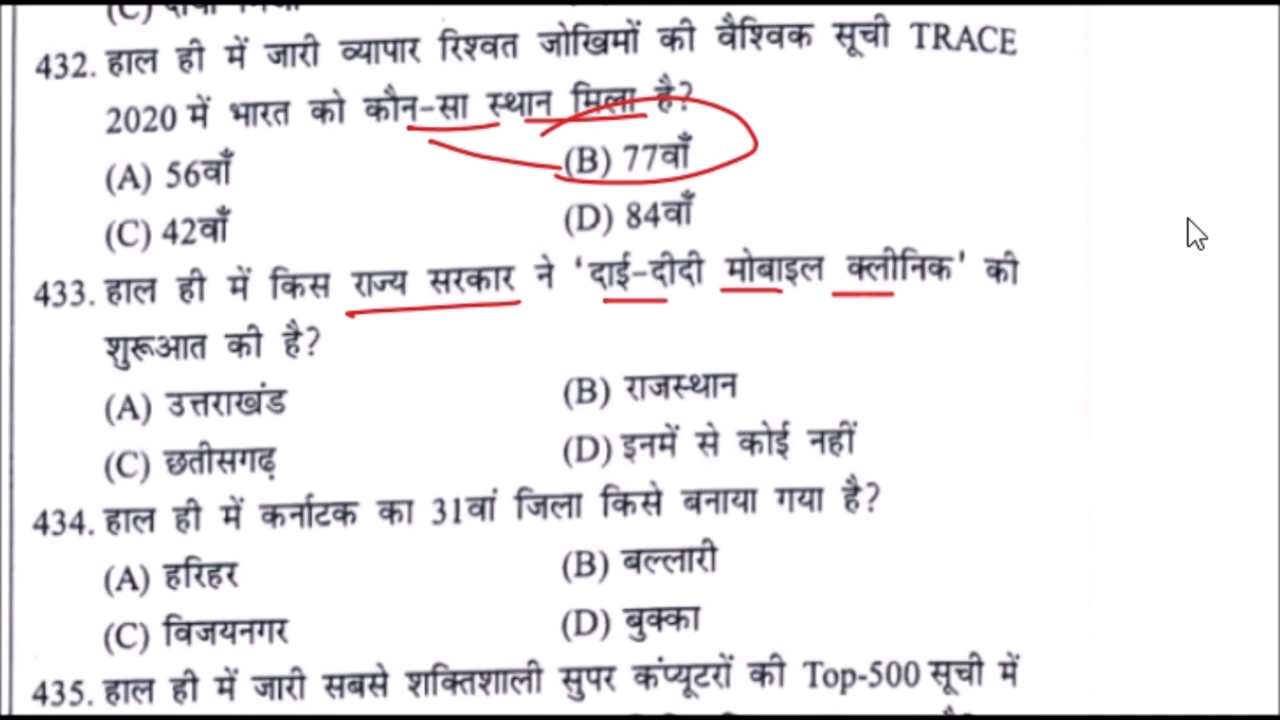 432. हाल ही में जारी व्यापार रिश्वत जोखिमों की वैश्विक सूची TRACE
2020 में भारत को कौन-सा स्थान मिला है?
(A) 56वाँ (B) 77वाँ
(C) 42वाँ (D) 84वाँ
433. हाल ही में किस राज्य सरकार ने 'दाई-दीदी मोबाइल क्लीनिक' की
शुरूआत की है?
(A) उत्तराखंड (B) राजस्थान
(C) छतीसगढ़ (D) इनमें से कोई नहीं
434. हाल ही में कर्नाटक का 31वां जिला किसे बनाया गया है?
(A) हरिहर (B) बल्लारी
(C) विजयनगर (D) बुक्का
435. हाल ही में जारी सबसे शक्तिशाली सुपर कंप्यूटरों की Top-500 सूची में